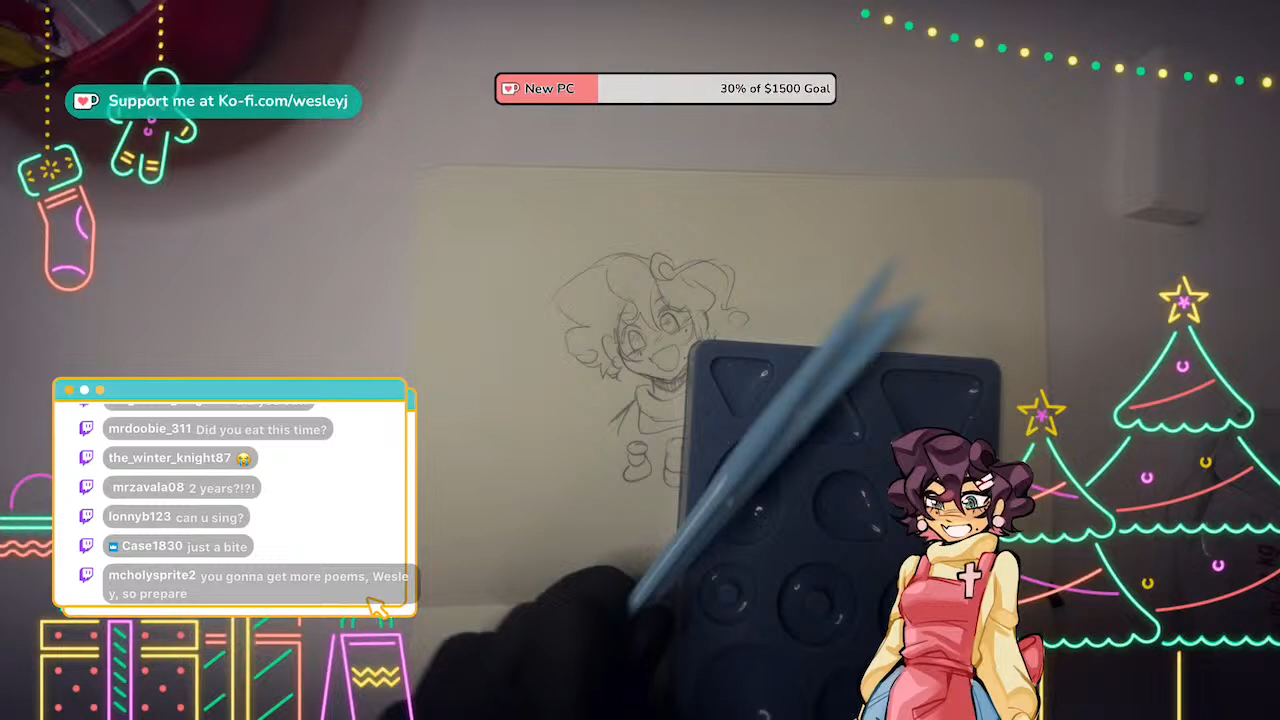 Support me at Ko-fi.com/wesleyj
New PC
30% of $1500 Goal
mrdoobie_311 Did you eat this time?
the_winter_knight87 😭
mrzavala08 2 years?!?!
lonnyb123 can u sing?
Case1830 just a bite
mcholysprite2 you gonna get more poems, Wesle
y, so prepare